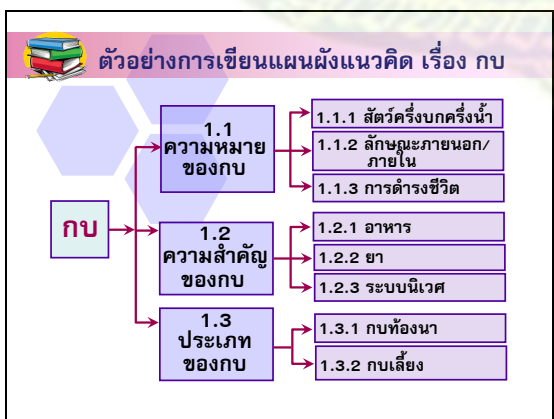 ตัวอย่างการเขียนแผนผังแนวคิด เรื่อง กบ
กบ
1.1
ความหมาย
ของกบ
1.1.1 สัตว์ครึ่งบกครึ่งน้ำ
1.1.2 ลักษณะภายนอก/
ภายใน
1.1.3 การดำรงชีวิต
1.2
ความสำคัญ
ของกบ
1.2.1 อาหาร
1.2.2 ยา
1.2.3 ระบบนิเวศ
1.3
ประเภท
ของกบ
1.3.1 กบท้องนา
1.3.2 กบเลี้ยง